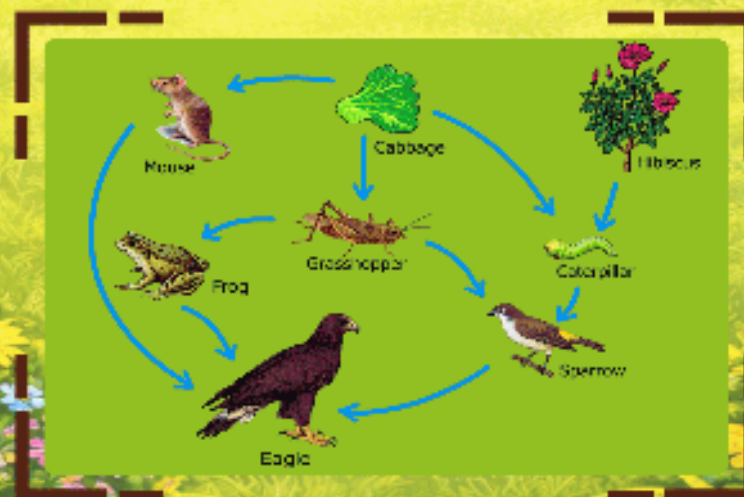 Mouse
Cabbage
Hibiscus
Frog
Grasshopper
Caterpillar
Sparrow
Eagle